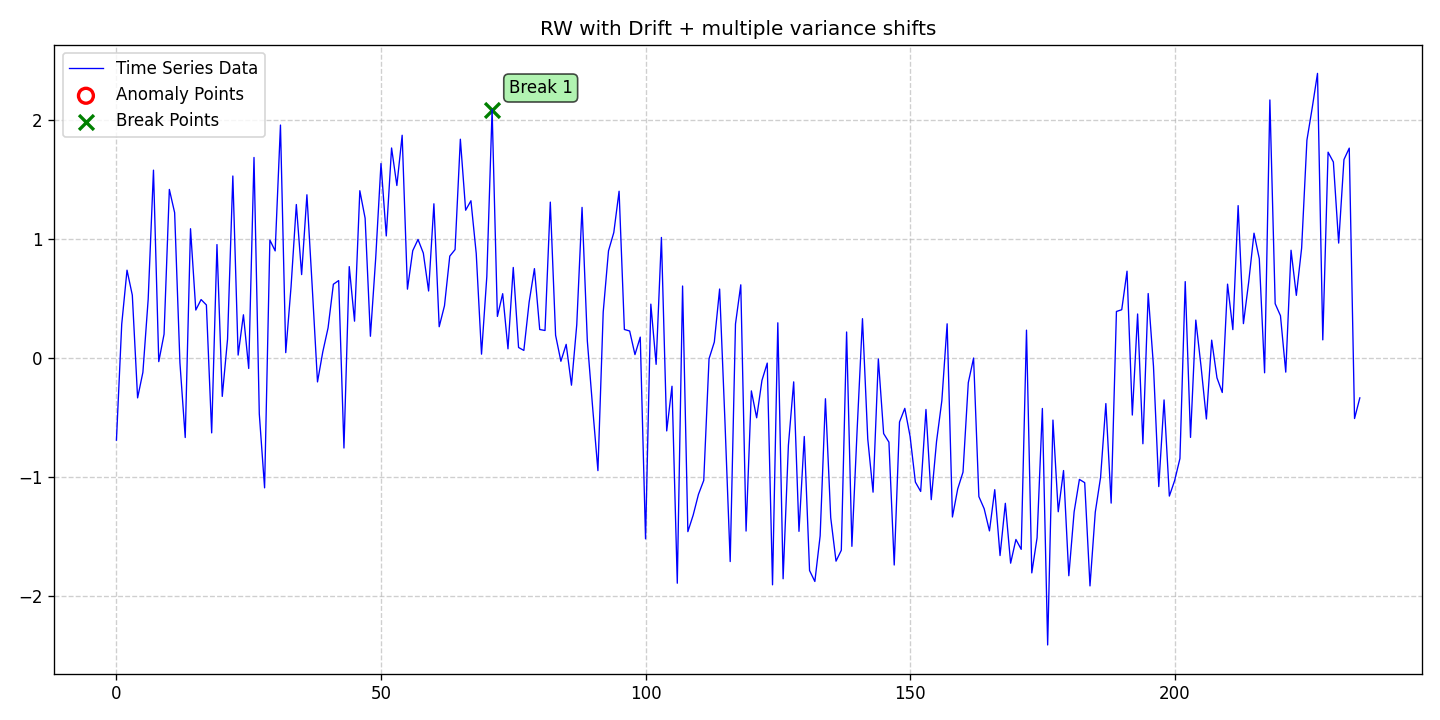 RW with Drift + multiple variance shifts
Time Series Data
Anomaly Points
Break Points
Break 1
2
1
0
−1
−2
0
50
100
150
200